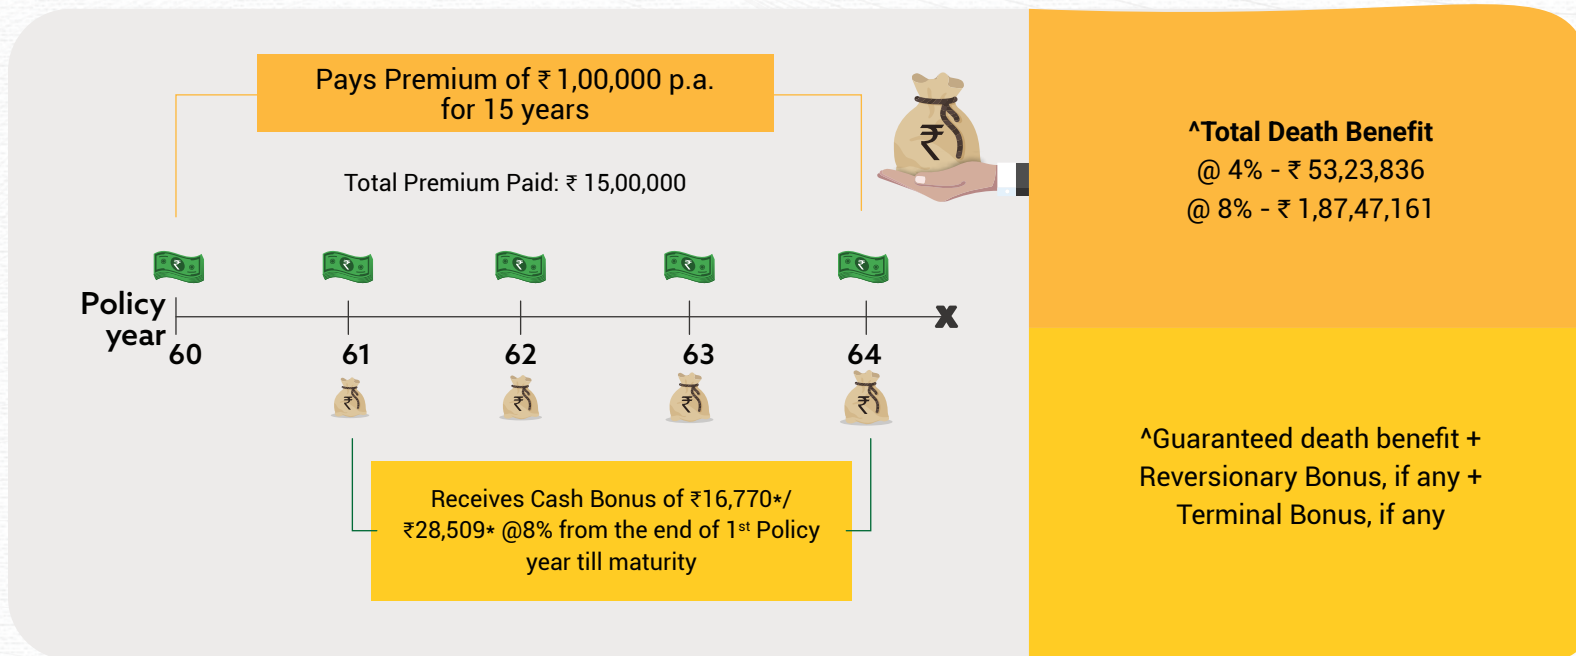 Pays Premium of ₹ 1,00,000 p.a.
for 15 years
Total Premium Paid: ₹ 15,00,000
₹
₹
₹
₹
₹
₹
Policy
year
60
61
62
63
64
₹
₹
₹
₹
Receives Cash Bonus of ₹16,770*/
₹28,509* @8% from the end of 1st Policy
year till maturity
^Total Death Benefit
@ 4% - ₹ 53,23,836
@ 8% - ₹ 1,87,47,161
^Guaranteed death benefit +
Reversionary Bonus, if any +
Terminal Bonus, if any